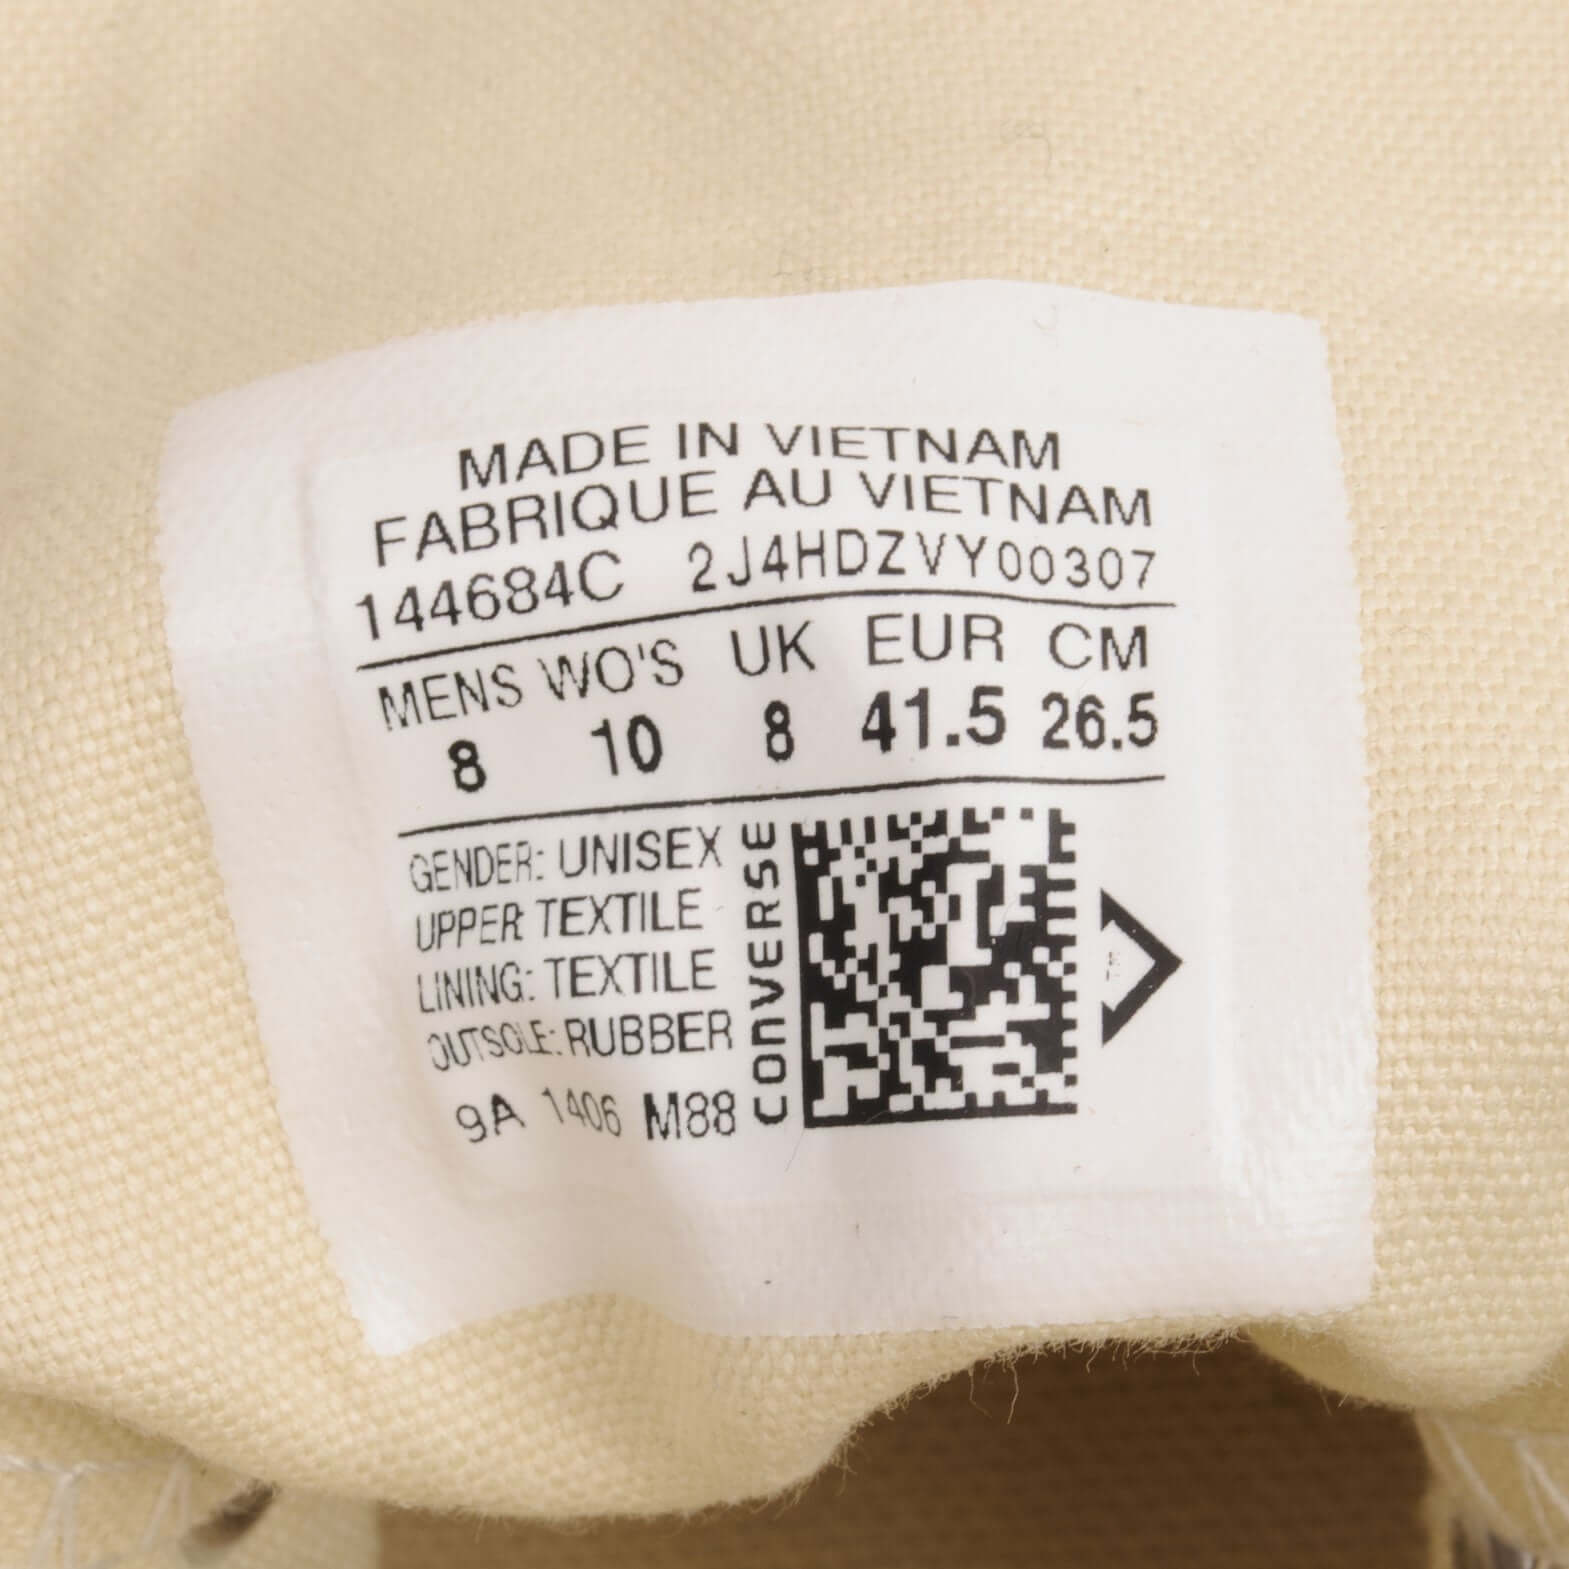 MADE IN VIETNAM
FABRIQUE AU VIETNAM
144684C 2J4HDZVY00307
MENS WO'S UK EUR CM
8 10 8 41.5 26.5
GENDER: UNISEX
UPPER: TEXTILE
LINING: TEXTILE
OUTSOLE: RUBBER
9A 1406 M88
CONVERSE